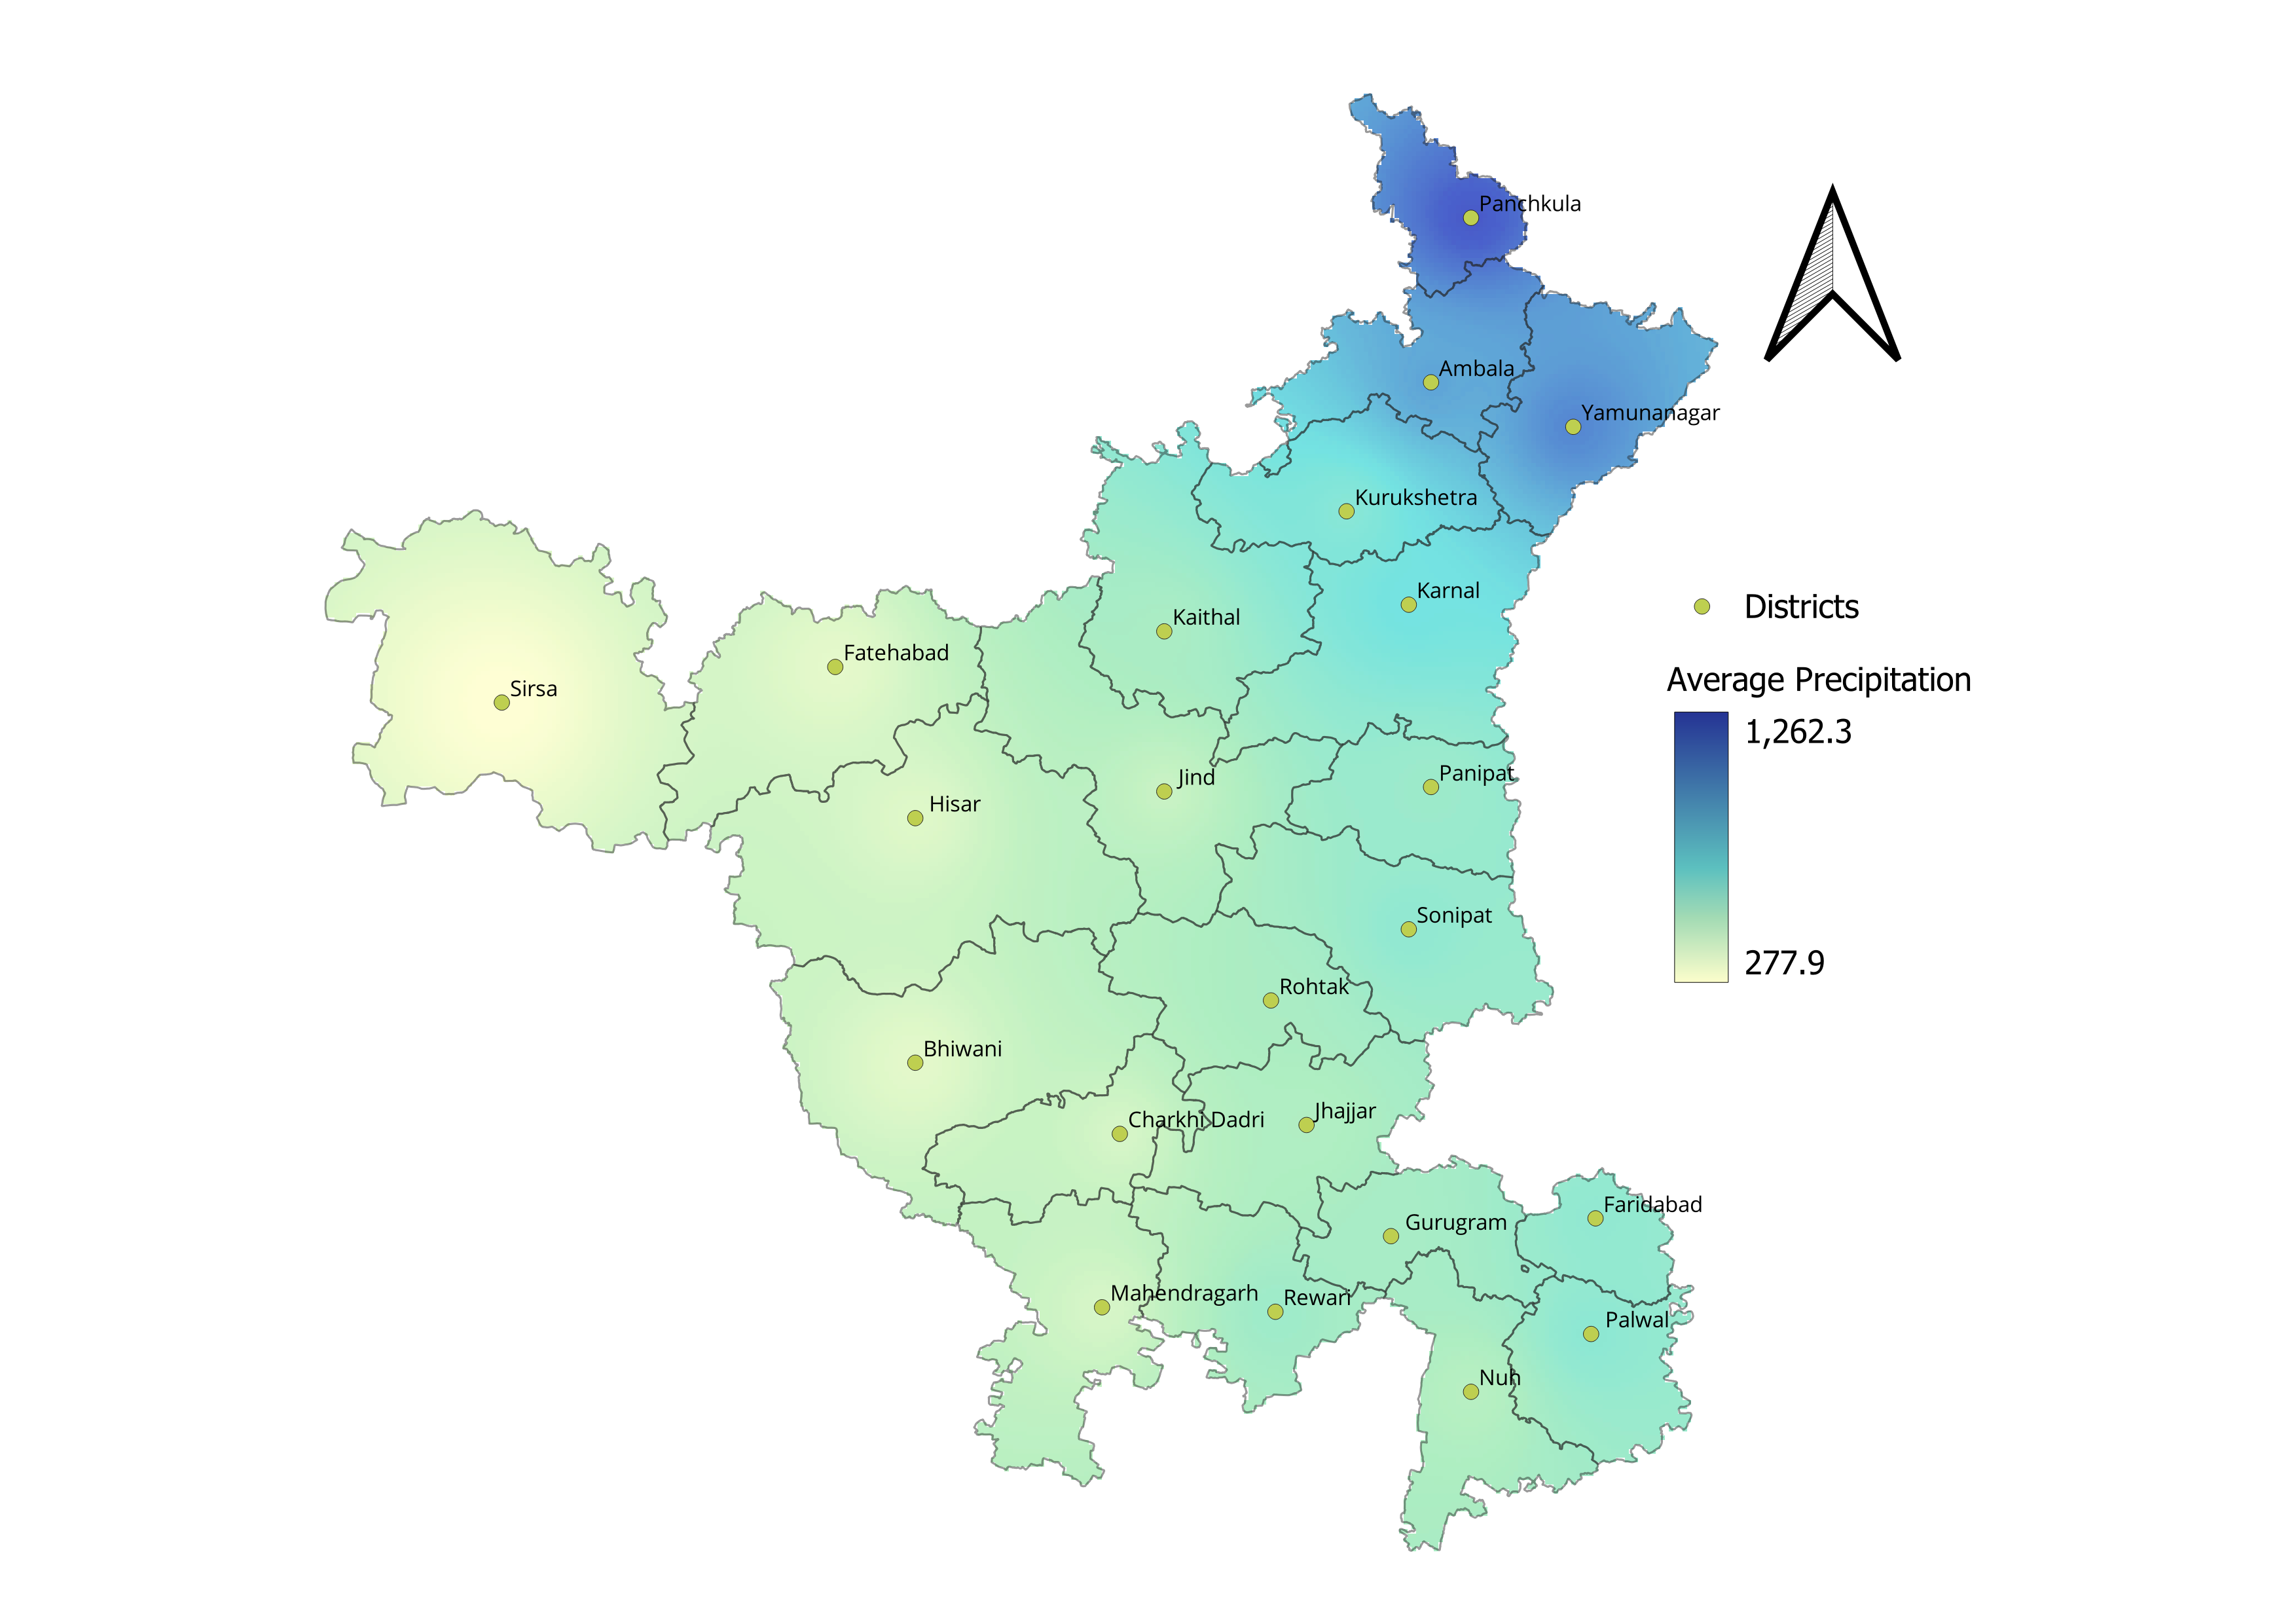 Panchkula
Ambala
Yamunanagar
Kurukshetra
Karnal
Kaithal
Fatehabad
Sirsa
Jind
Panipat
Hisar
Sonipat
Rohtak
Bhiwani
Charkhi Dadri
Jhajjar
Faridabad
Gurugram
Mahendragarh
Rewari
Palwal
Nuh
Districts
Average Precipitation
1,262.3
277.9